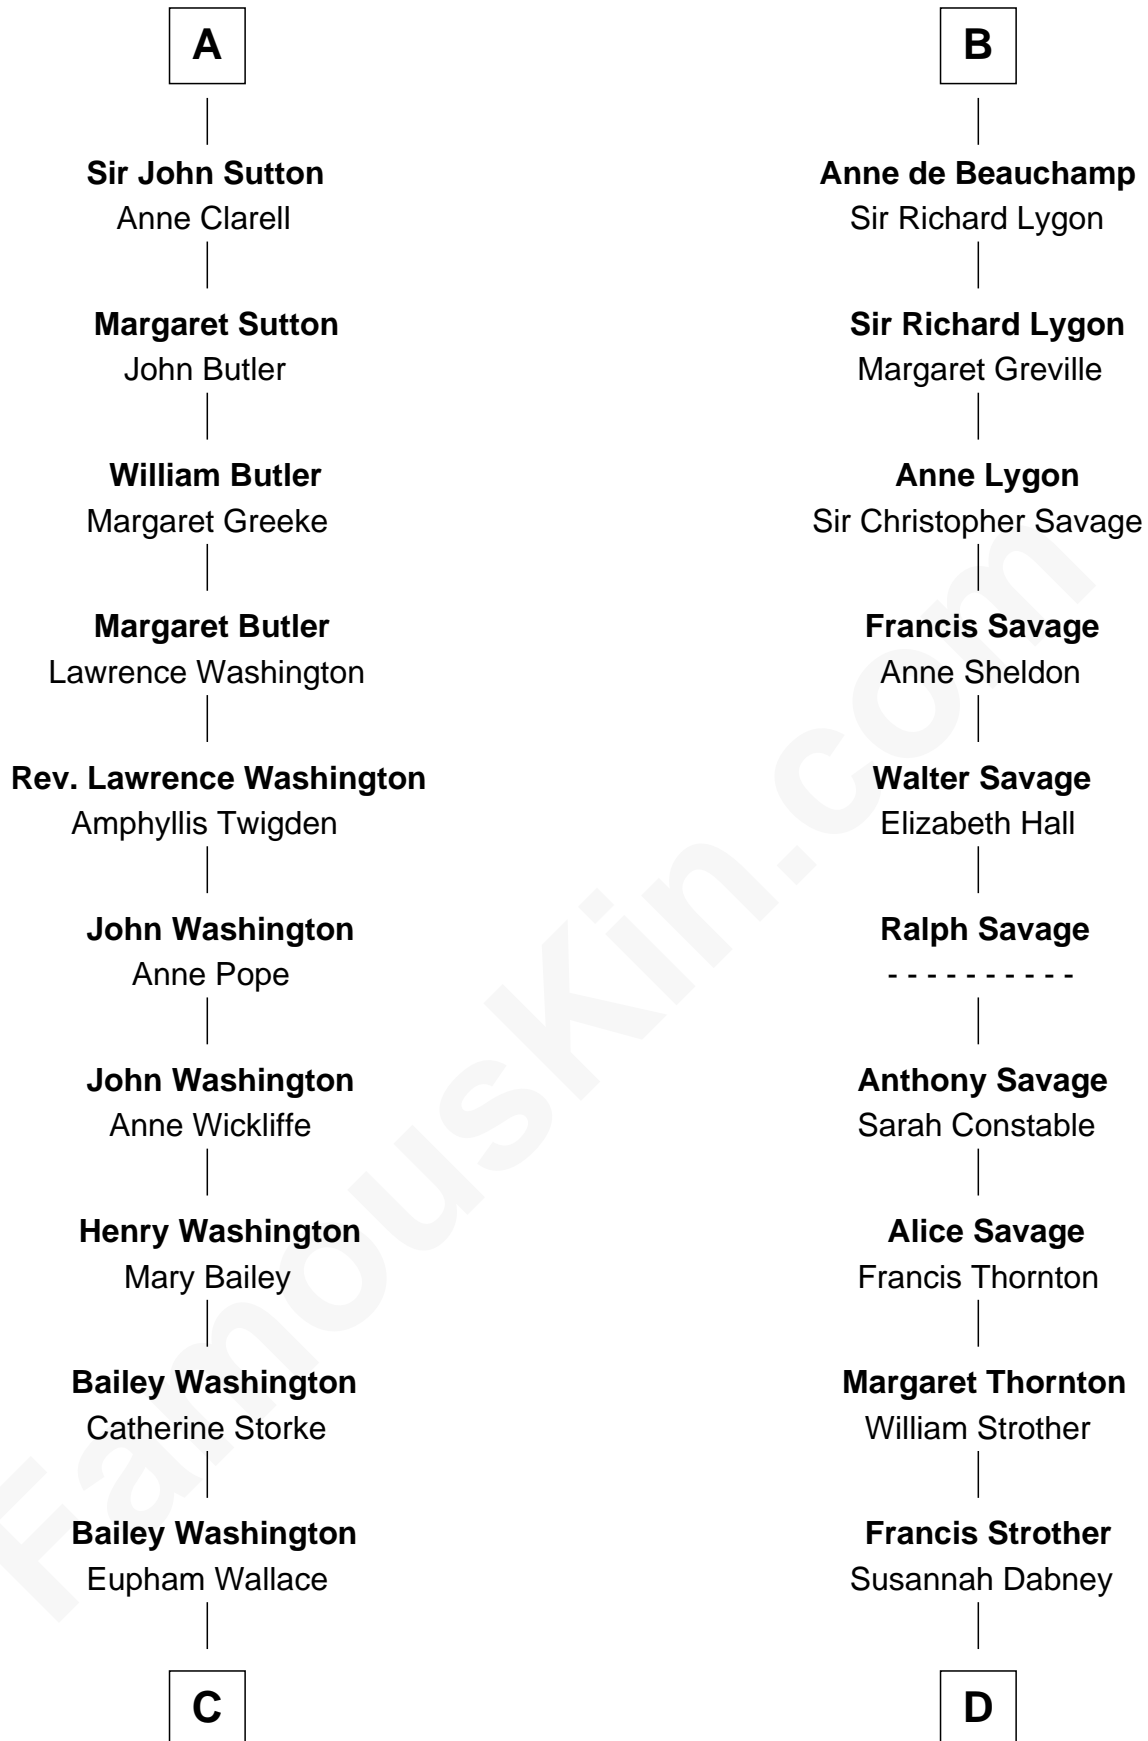 A
Sir John Sutton
Anne Clarell
Margaret Sutton
John Butler
William Butler
Margaret Greeke
Margaret Butler
Lawrence Washington
Rev. Lawrence Washington
Amphyllis Twigden
John Washington
Anne Pope
John Washington
Anne Wickliffe
Henry Washington
Mary Bailey
Bailey Washington
Catherine Storke
Bailey Washington
Eupham Wallace
C
B
Anne de Beauchamp
Sir Richard Lygon
Sir Richard Lygon
Margaret Greville
Anne Lygon
Sir Christopher Savage
Francis Savage
Anne Sheldon
Walter Savage
Elizabeth Hall
Ralph Savage
- - - - - - - - - -
Anthony Savage
Sarah Constable
Alice Savage
Francis Thornton
Margaret Thornton
William Strother
Francis Strother
Susannah Dabney
D
FamousKin.com